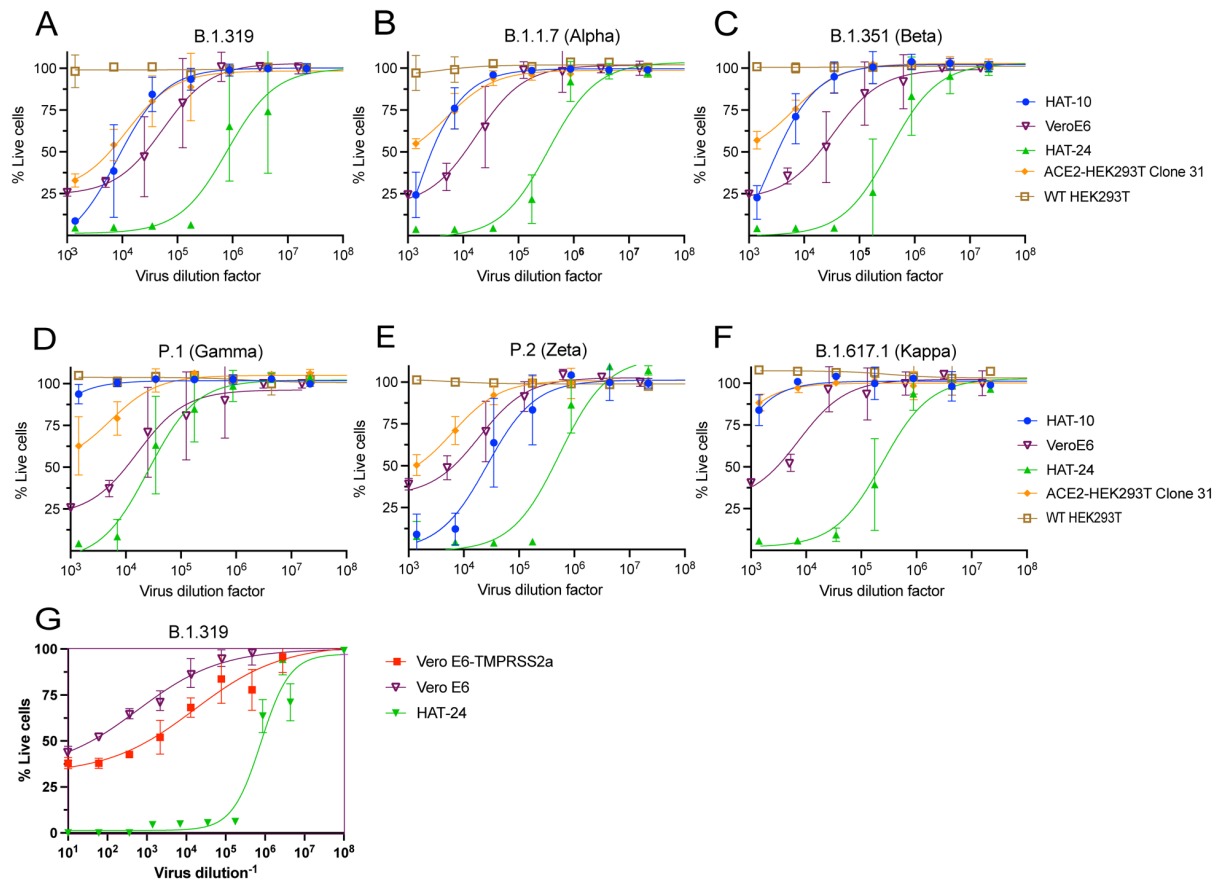 A
B.1.319
B
B.1.1.7 (Alpha)
C
B.1.351 (Beta)
% Live cells
100
75
50
25
10³ 10⁴ 10⁵ 10⁶ 10⁷ 10⁸
Virus dilution factor
% Live cells
100
75
50
25
10³ 10⁴ 10⁵ 10⁶ 10⁷ 10⁸
Virus dilution factor
% Live cells
100
75
50
25
10³ 10⁴ 10⁵ 10⁶ 10⁷ 10⁸
Virus dilution factor
HAT-10
VeroE6
HAT-24
ACE2-HEK293T Clone 31
WT HEK293T
D
P.1 (Gamma)
E
P.2 (Zeta)
F
B.1.617.1 (Kappa)
% Live cells
100
75
50
25
10³ 10⁴ 10⁵ 10⁶ 10⁷ 10⁸
Virus dilution factor
% Live cells
100
75
50
25
10³ 10⁴ 10⁵ 10⁶ 10⁷ 10⁸
Virus dilution factor
% Live cells
100
75
50
25
10³ 10⁴ 10⁵ 10⁶ 10⁷ 10⁸
Virus dilution factor
HAT-10
VeroE6
HAT-24
ACE2-HEK293T Clone 31
WT HEK293T
G
B.1.319
% Live cells
100
75
50
25
0
10¹ 10² 10³ 10⁴ 10⁵ 10⁶ 10⁷ 10⁸
Virus dilution⁻¹
Vero E6-TMPRSS2a
Vero E6
HAT-24